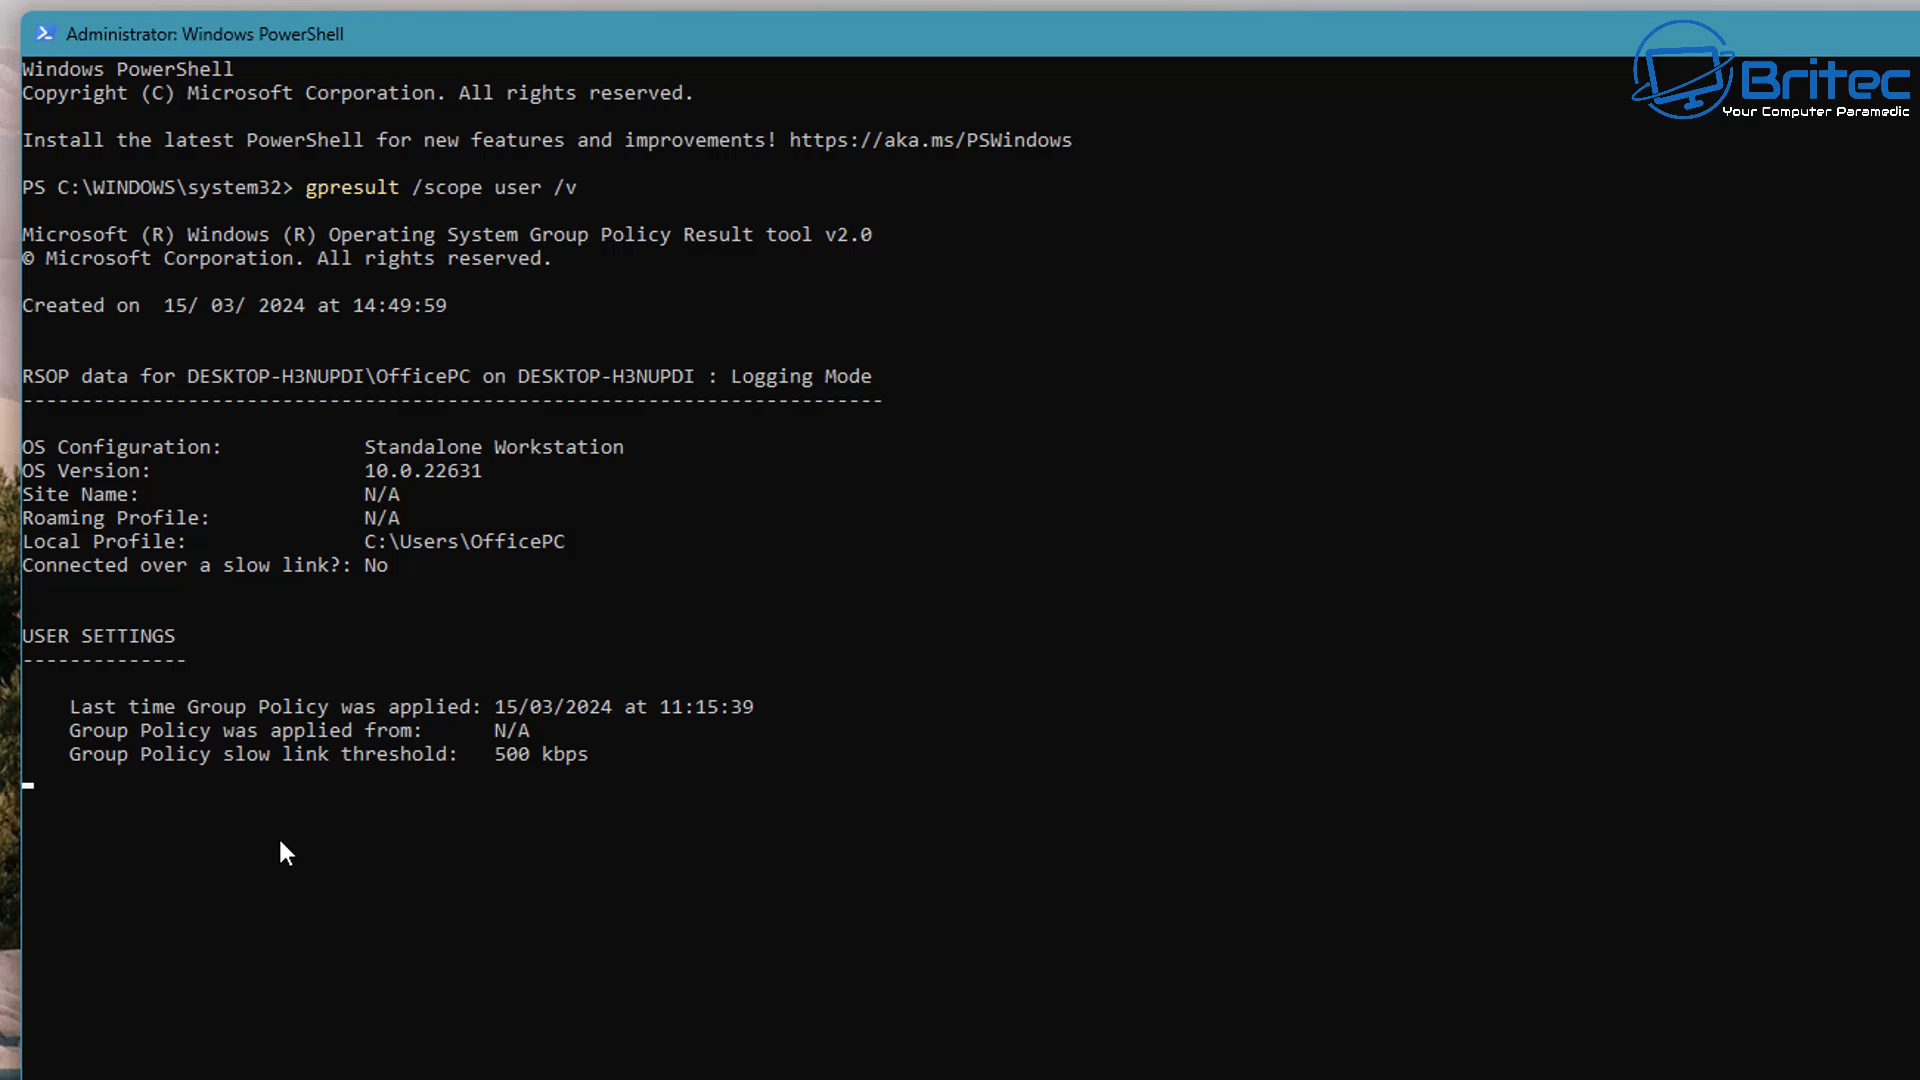 Administrator: Windows PowerShell
Britec
Your Computer Paramedic
Windows PowerShell
Copyright (C) Microsoft Corporation. All rights reserved.
Install the latest PowerShell for new features and improvements! https://aka.ms/PSWindows
PS C:\WINDOWS\system32> gpresult /scope user /v
Microsoft (R) Windows (R) Operating System Group Policy Result tool v2.0
© Microsoft Corporation. All rights reserved.
Created on  15/ 03/ 2024 at 14:49:59
RSOP data for DESKTOP-H3NUPDI\OfficePC on DESKTOP-H3NUPDI : Logging Mode
------------------------------------------------------------------------
OS Configuration:            Standalone Workstation
OS Version:                  10.0.22631
Site Name:                   N/A
Roaming Profile:             N/A
Local Profile:               C:\Users\OfficePC
Connected over a slow link?: No
USER SETTINGS
--------------
Last time Group Policy was applied: 15/03/2024 at 11:15:39
Group Policy was applied from:      N/A
Group Policy slow link threshold:   500 kbps